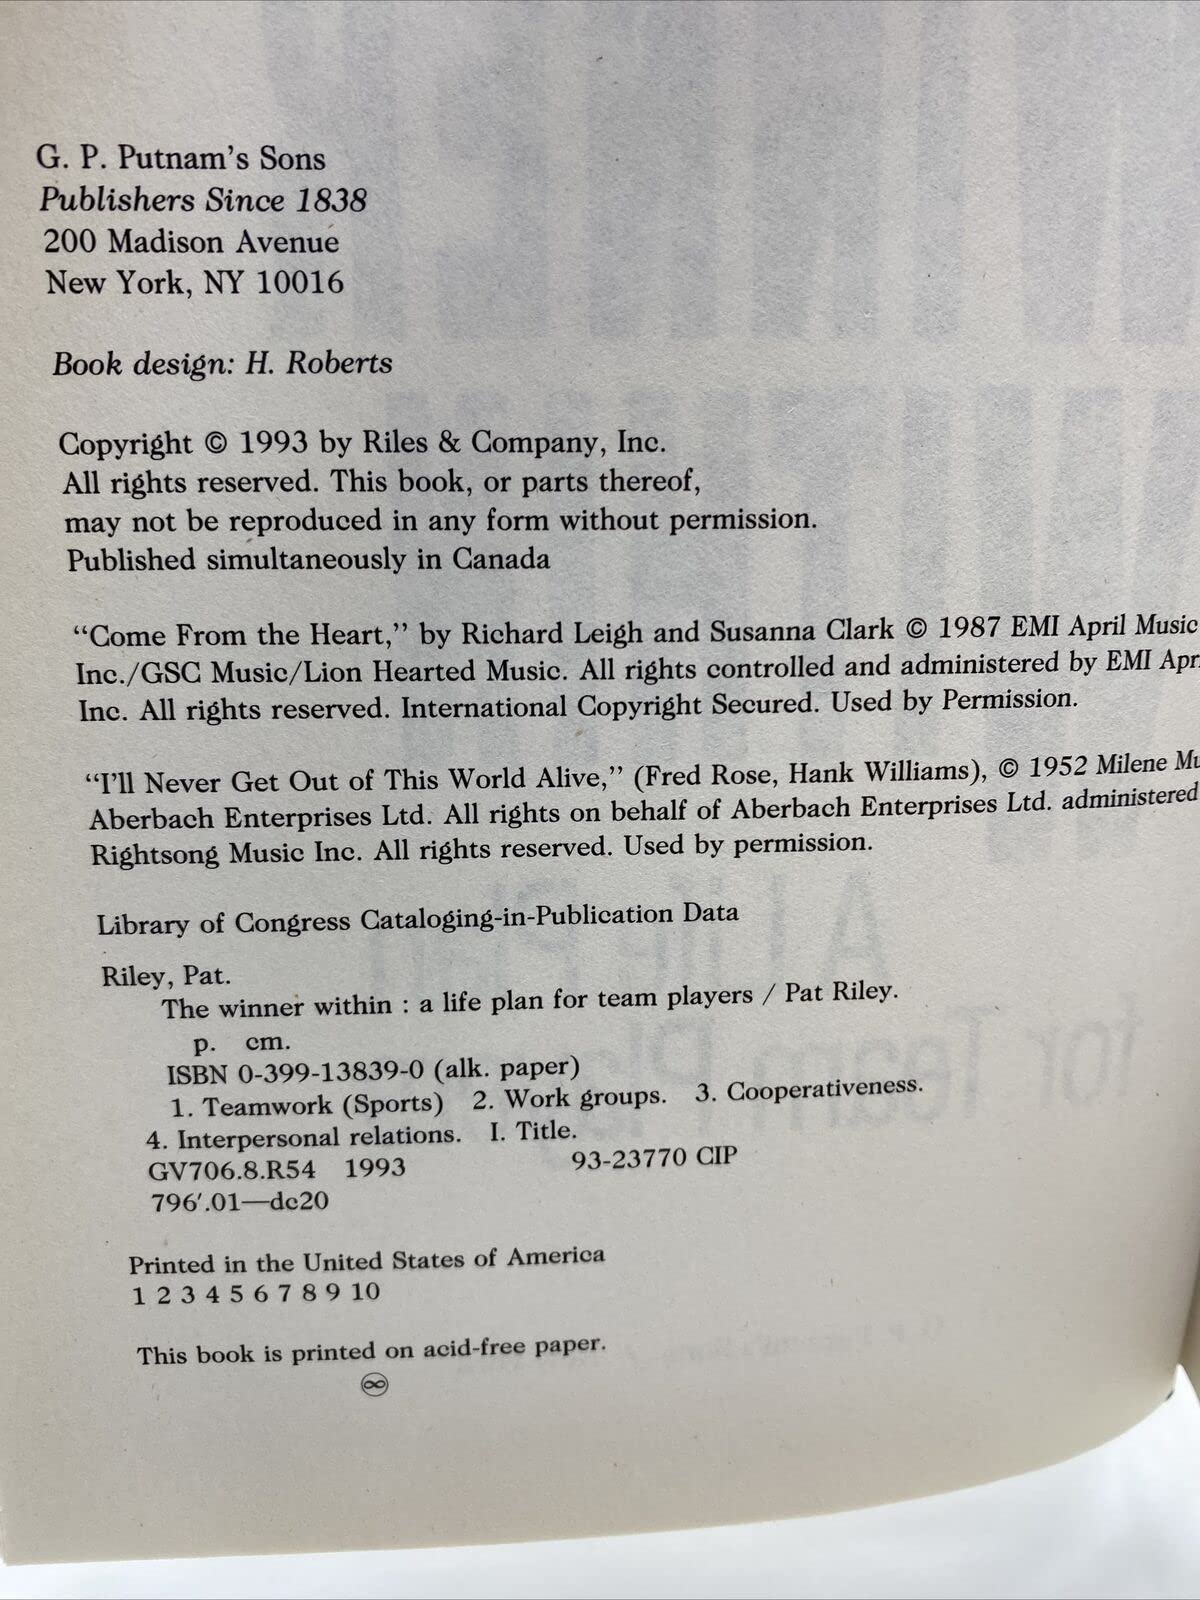 G. P. Putnam's Sons
Publishers Since 1838
200 Madison Avenue
New York, NY 10016
Book design: H. Roberts
Copyright © 1993 by Riles & Company, Inc.
All rights reserved. This book, or parts thereof,
may not be reproduced in any form without permission.
Published simultaneously in Canada
“Come From the Heart,” by Richard Leigh and Susanna Clark © 1987 EMI April Music
Inc./GSC Music/Lion Hearted Music. All rights controlled and administered by EMI
Inc. All rights reserved. International Copyright Secured. Used by Permission.
“I'll Never Get Out of This World Alive,” (Fred Rose, Hank Williams), © 1952 Milene
Aberbach Enterprises Ltd. All rights on behalf of Aberbach Enterprises Ltd. administered
Rightsong Music Inc. All rights reserved. Used by permission.
Library of Congress Cataloging-in-Publication Data
Riley, Pat.
The winner within : a life plan for team players / Pat Riley.
p. cm.
ISBN 0-399-13839-0 (alk. paper)
1. Teamwork (Sports) 2. Work groups. 3. Cooperativeness.
4. Interpersonal relations. I. Title.
GV706.8.R54 1993 93-23770 CIP
796'.01—dc20
Printed in the United States of America
1 2 3 4 5 6 7 8 9 10
This book is printed on acid-free paper.
♾